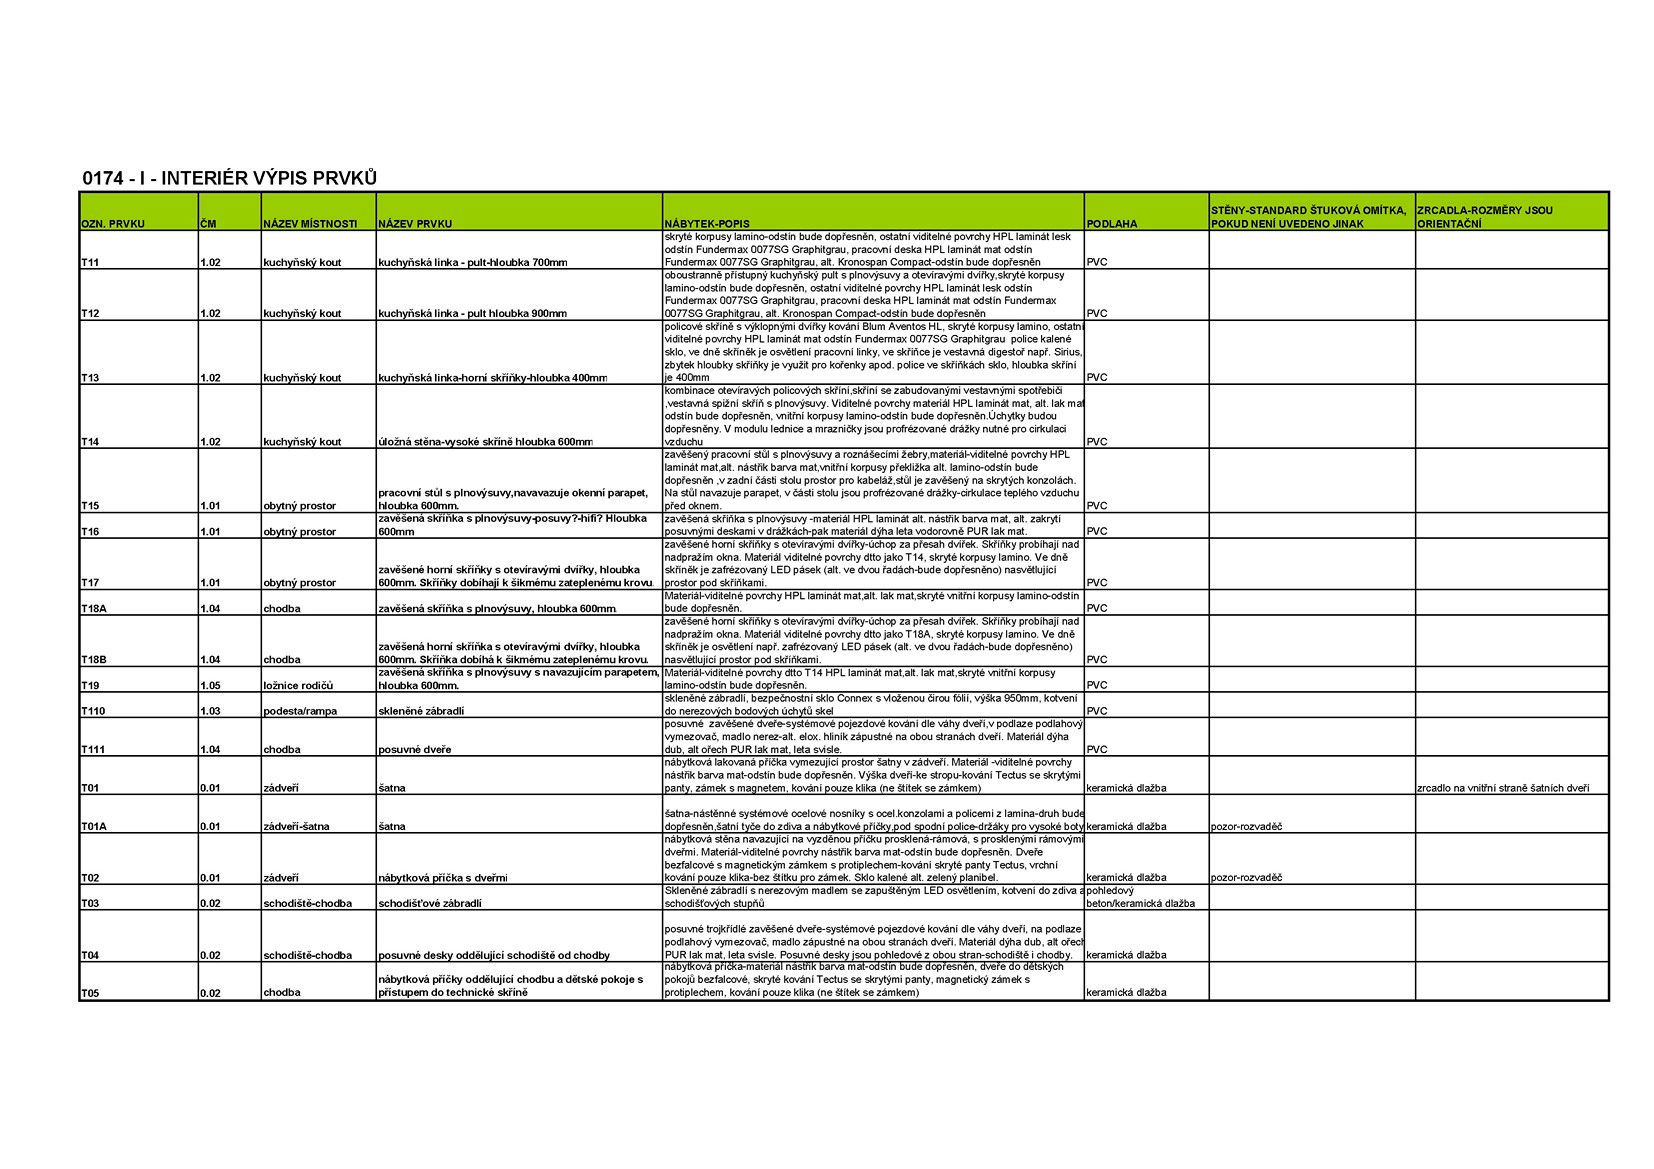 0174 - I - INTERIÉR VÝPIS PRVKŮ
OZN. PRVKU ČM NÁZEV MÍSTNOSTI NÁZEV PRVKU NÁBYTEK-POPIS PODLAHA STĚNY-STANDARD ŠTUKOVÁ OMÍTKA, POKUD NENÍ UVEDENO JINAK ZRCADLA-ROZMĚRY JSOU ORIENTAČNÍ
skryté korpusy lamino-odstín bude dopřesněn, ostatní viditelné povrchy HPL laminát lesk
odstín Fundermax 0077SG Graphitgrau, pracovní deska HPL laminát mat odstín
T11 1.02 kuchyňský kout kuchyňská linka - pult-hloubka 700mm Fundermax 0077SG Graphitgrau, alt. Kronospan Compact-odstín bude dopřesněn PVC
oboustranně přístupný kuchyňský pult s plnovýsuvy a otevíravými dvířky,skryté korpusy
lamino-odstín bude dopřesněn, ostatní viditelné povrchy HPL laminát lesk odstín
Fundermax 0077SG Graphitgrau, pracovní deska HPL laminát mat odstín Fundermax
T12 1.02 kuchyňský kout kuchyňská linka - pult hloubka 900mm 0077SG Graphitgrau, alt. Kronospan Compact-odstín bude dopřesněn PVC
policové skříně s výklopnými dvířky kování Blum Aventos HL, skryté korpusy lamino, ostatní
viditelné povrchy HPL laminát mat odstín Fundermax 0077SG Graphitgrau  police kalené
sklo, ve dně skříněk je osvětlení pracovní linky, ve skříňce je vestavná digestoř např. Sirius,
zbytek hloubky skříňky je využit pro kořenky apod. police ve skříňkách sklo, hloubka skříní
T13 1.02 kuchyňský kout kuchyňská linka-horní skříňky-hloubka 400mm je 400mm PVC
kombinace otevíravých policových skříní,skříní se zabudovanými vestavnými spotřebiči
,vestavná spižní skříň s plnovýsuvy. Viditelné povrchy materiál HPL laminát mat, alt. lak mat
odstín bude dopřesněn, vnitřní korpusy lamino-odstín bude dopřesněn.Úchytky budou
dopřesněny. V modulu lednice a mrazničky jsou profrézované drážky nutné pro cirkulaci
T14 1.02 kuchyňský kout úložná stěna-vysoké skříně hloubka 600mm vzduchu PVC
zavěšený pracovní stůl s plnovýsuvy a roznášecími žebry,materiál-viditelné povrchy HPL
laminát mat,alt. nástřik barva mat,vnitřní korpusy překližka alt. lamino-odstín bude
dopřesněn ,v zadní části stolu prostor pro kabeláž,stůl je zavěšený na skrytých konzolách.
pracovní stůl s plnovýsuvy,navavazuje okenní parapet, Na stůl navazuje parapet, v části stolu jsou profrézované drážky-cirkulace teplého vzduchu
T15 1.01 obytný prostor hloubka 600mm. před oknem. PVC
zavěšená skříňka s plnovýsuvy-posuvy?-hifi? Hloubka zavěšená skříňka s plnovýsuvy -materiál HPL laminát alt. nástřik barva mat, alt. zakrytí
T16 1.01 obytný prostor 600mm posuvnými deskami v drážkách-pak materiál dýha leta vodorovně PUR lak mat. PVC
zavěšené horní skříňky s otevíravými dvířky-úchop za přesah dvířek. Skříňky probíhají nad
nadpražím okna. Materiál viditelné povrchy dtto jako T14, skryté korpusy lamino. Ve dně
zavěšené horní skříňky s otevíravými dvířky, hloubka skříněk je zafrézovaný LED pásek (alt. ve dvou řadách-bude dopřesněno) nasvětlující
T17 1.01 obytný prostor 600mm. Skříňky dobíhají k šikmému zateplenému krovu. prostor pod skříňkami. PVC
Materiál-viditelné povrchy HPL laminát mat,alt. lak mat,skryté vnitřní korpusy lamino-odstín
T18A 1.04 chodba zavěšená skříňka s plnovýsuvy, hloubka 600mm. bude dopřesněn. PVC
zavěšené horní skříňky s otevíravými dvířky-úchop za přesah dvířek. Skříňky probíhají nad
nadpražím okna. Materiál viditelné povrchy dtto jako T18A, skryté korpusy lamino. Ve dně
zavěšená horní skříňka s otevíravými dvířky, hloubka skříněk je osvětlení např. zafrézovaný LED pásek (alt. ve dvou řadách-bude dopřesněno)
T18B 1.04 chodba 600mm. Skříňka dobíhá k šikmému zateplenému krovu. nasvětlující prostor pod skříňkami. PVC
zavěšená skříňka s plnovýsuvy s navazujícím parapetem, Materiál-viditelné povrchy dtto T14 HPL laminát mat,alt. lak mat,skryté vnitřní korpusy
T19 1.05 ložnice rodičů hloubka 600mm. lamino-odstín bude dopřesněn. PVC
skleněné zábradlí, bezpečnostní sklo Connex s vloženou čirou fólií, výška 950mm, kotvení
T110 1.03 podesta/rampa skleněné zábradlí do nerezových bodových úchytů skel PVC
posuvné  zavěšené dveře-systémové pojezdové kování dle váhy dveří,v podlaze podlahový
vymezovač, madlo nerez-alt. elox. hliník zápustné na obou stranách dveří. Materiál dýha
T111 1.04 chodba posuvné dveře dub, alt ořech PUR lak mat, leta svisle. PVC
nábytková lakovaná příčka vymezující prostor šatny v zádveří. Materiál -viditelné povrchy
nástřik barva mat-odstín bude dopřesněn. Výška dveří-ke stropu-kování Tectus se skrytými
T01 0.01 zádveří šatna panty, zámek s magnetem, kování pouze klika (ne štítek se zámkem) keramická dlažba zrcadlo na vnitřní straně šatních dveří
šatna-nástěnné systémové ocelové nosníky s ocel.konzolami a policemi z lamina-druh bude
T01A 0.01 zádveří-šatna šatna dopřesněn,šatní tyče do zdiva a nábytkové příčky,pod spodní police-držáky pro vysoké boty keramická dlažba pozor-rozvaděč
nábytková stěna navazující na vyzděnou příčku prosklená-rámová, s prosklenými rámovými
dveřmi. Materiál-viditelné povrchy nástřik barva mat-odstín bude dopřesněn. Dveře
bezfalcové s magnetickým zámkem s protiplechem-kování skryté panty Tectus, vrchní
T02 0.01 zádveří nábytková příčka s dveřmi kování pouze klika-bez štítku pro zámek. Sklo kalené alt. zelený planibel. keramická dlažba pozor-rozvaděč
Skleněné zábradlí s nerezovým madlem se zapuštěným LED osvětlením, kotvení do zdiva a pohledový
T03 0.02 schodiště-chodba schodišťové zábradlí schodišťových stupňů beton/keramická dlažba
posuvné trojkřídlé zavěšené dveře-systémové pojezdové kování dle váhy dveří, na podlaze
podlahový vymezovač, madlo zápustné na obou stranách dveří. Materiál dýha dub, alt ořech
T04 0.02 schodiště-chodba posuvné desky oddělující schodiště od chodby PUR lak mat, leta svisle. Posuvné desky jsou pohledové z obou stran-schodiště i chodby. keramická dlažba
nábytková příčka-materiál nástřik barva mat-odstín bude dopřesněn, dveře do dětských
nábytková příčky oddělující chodbu a dětské pokoje s pokojů bezfalcové, skryté kování Tectus se skrytými panty, magnetický zámek s
T05 0.02 chodba přístupem do technické skříně protiplechem, kování pouze klika (ne štítek se zámkem) keramická dlažba